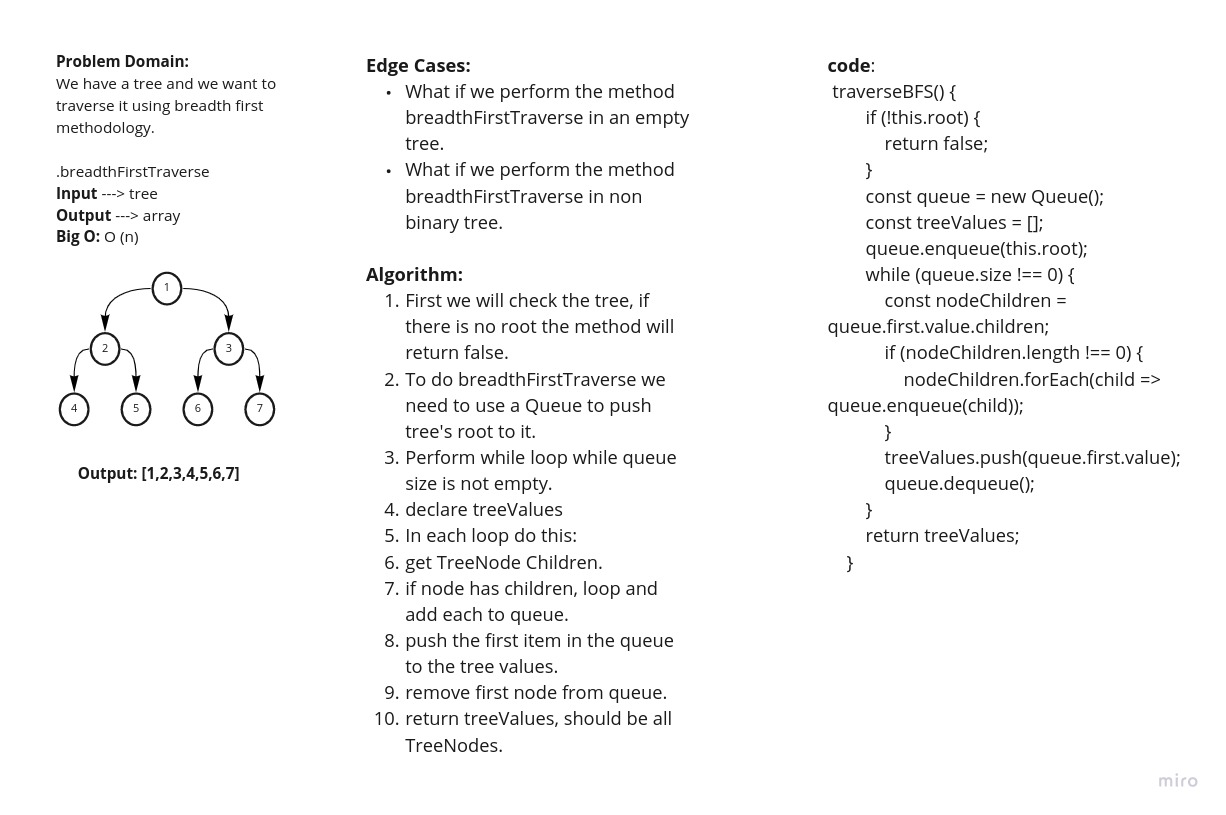 Problem Domain:
We have a tree and we want to
traverse it using breadth first
methodology.
.breadthFirstTraverse
Input ---> tree
Output ---> array
Big O: O (n)
1
2
3
4
5
6
7
Output: [1,2,3,4,5,6,7]
Edge Cases:
• What if we perform the method
breadthFirstTraverse in an empty
tree.
• What if we perform the method
breadthFirstTraverse in non
binary tree.
Algorithm:
1. First we will check the tree, if
there is no root the method will
return false.
2. To do breadthFirstTraverse we
need to use a Queue to push
tree's root to it.
3. Perform while loop while queue
size is not empty.
4. declare treeValues
5. In each loop do this:
6. get TreeNode Children.
7. if node has children, loop and
add each to queue.
8. push the first item in the queue
to the tree values.
9. remove first node from queue.
10. return treeValues, should be all
TreeNodes.
code:
traverseBFS() {
if (!this.root) {
return false;
}
const queue = new Queue();
const treeValues = [];
queue.enqueue(this.root);
while (queue.size !== 0) {
const nodeChildren =
queue.first.value.children;
if (nodeChildren.length !== 0) {
nodeChildren.forEach(child =>
queue.enqueue(child));
}
treeValues.push(queue.first.value);
queue.dequeue();
}
return treeValues;
}
miro